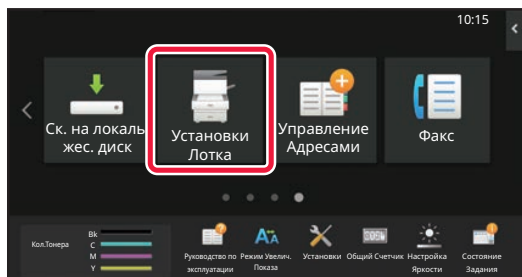 10:15
Ск. на локаль
жес. диск
Установки
Лотка
Управление
Адресами
Факс
Кол.Тонера
Bk
C
M
Y
Руководство по
эксплуатации
Режим Увелич.
Показа
Установки
Общий Счетчик
Настройка
Яркости
Состояние
Задания